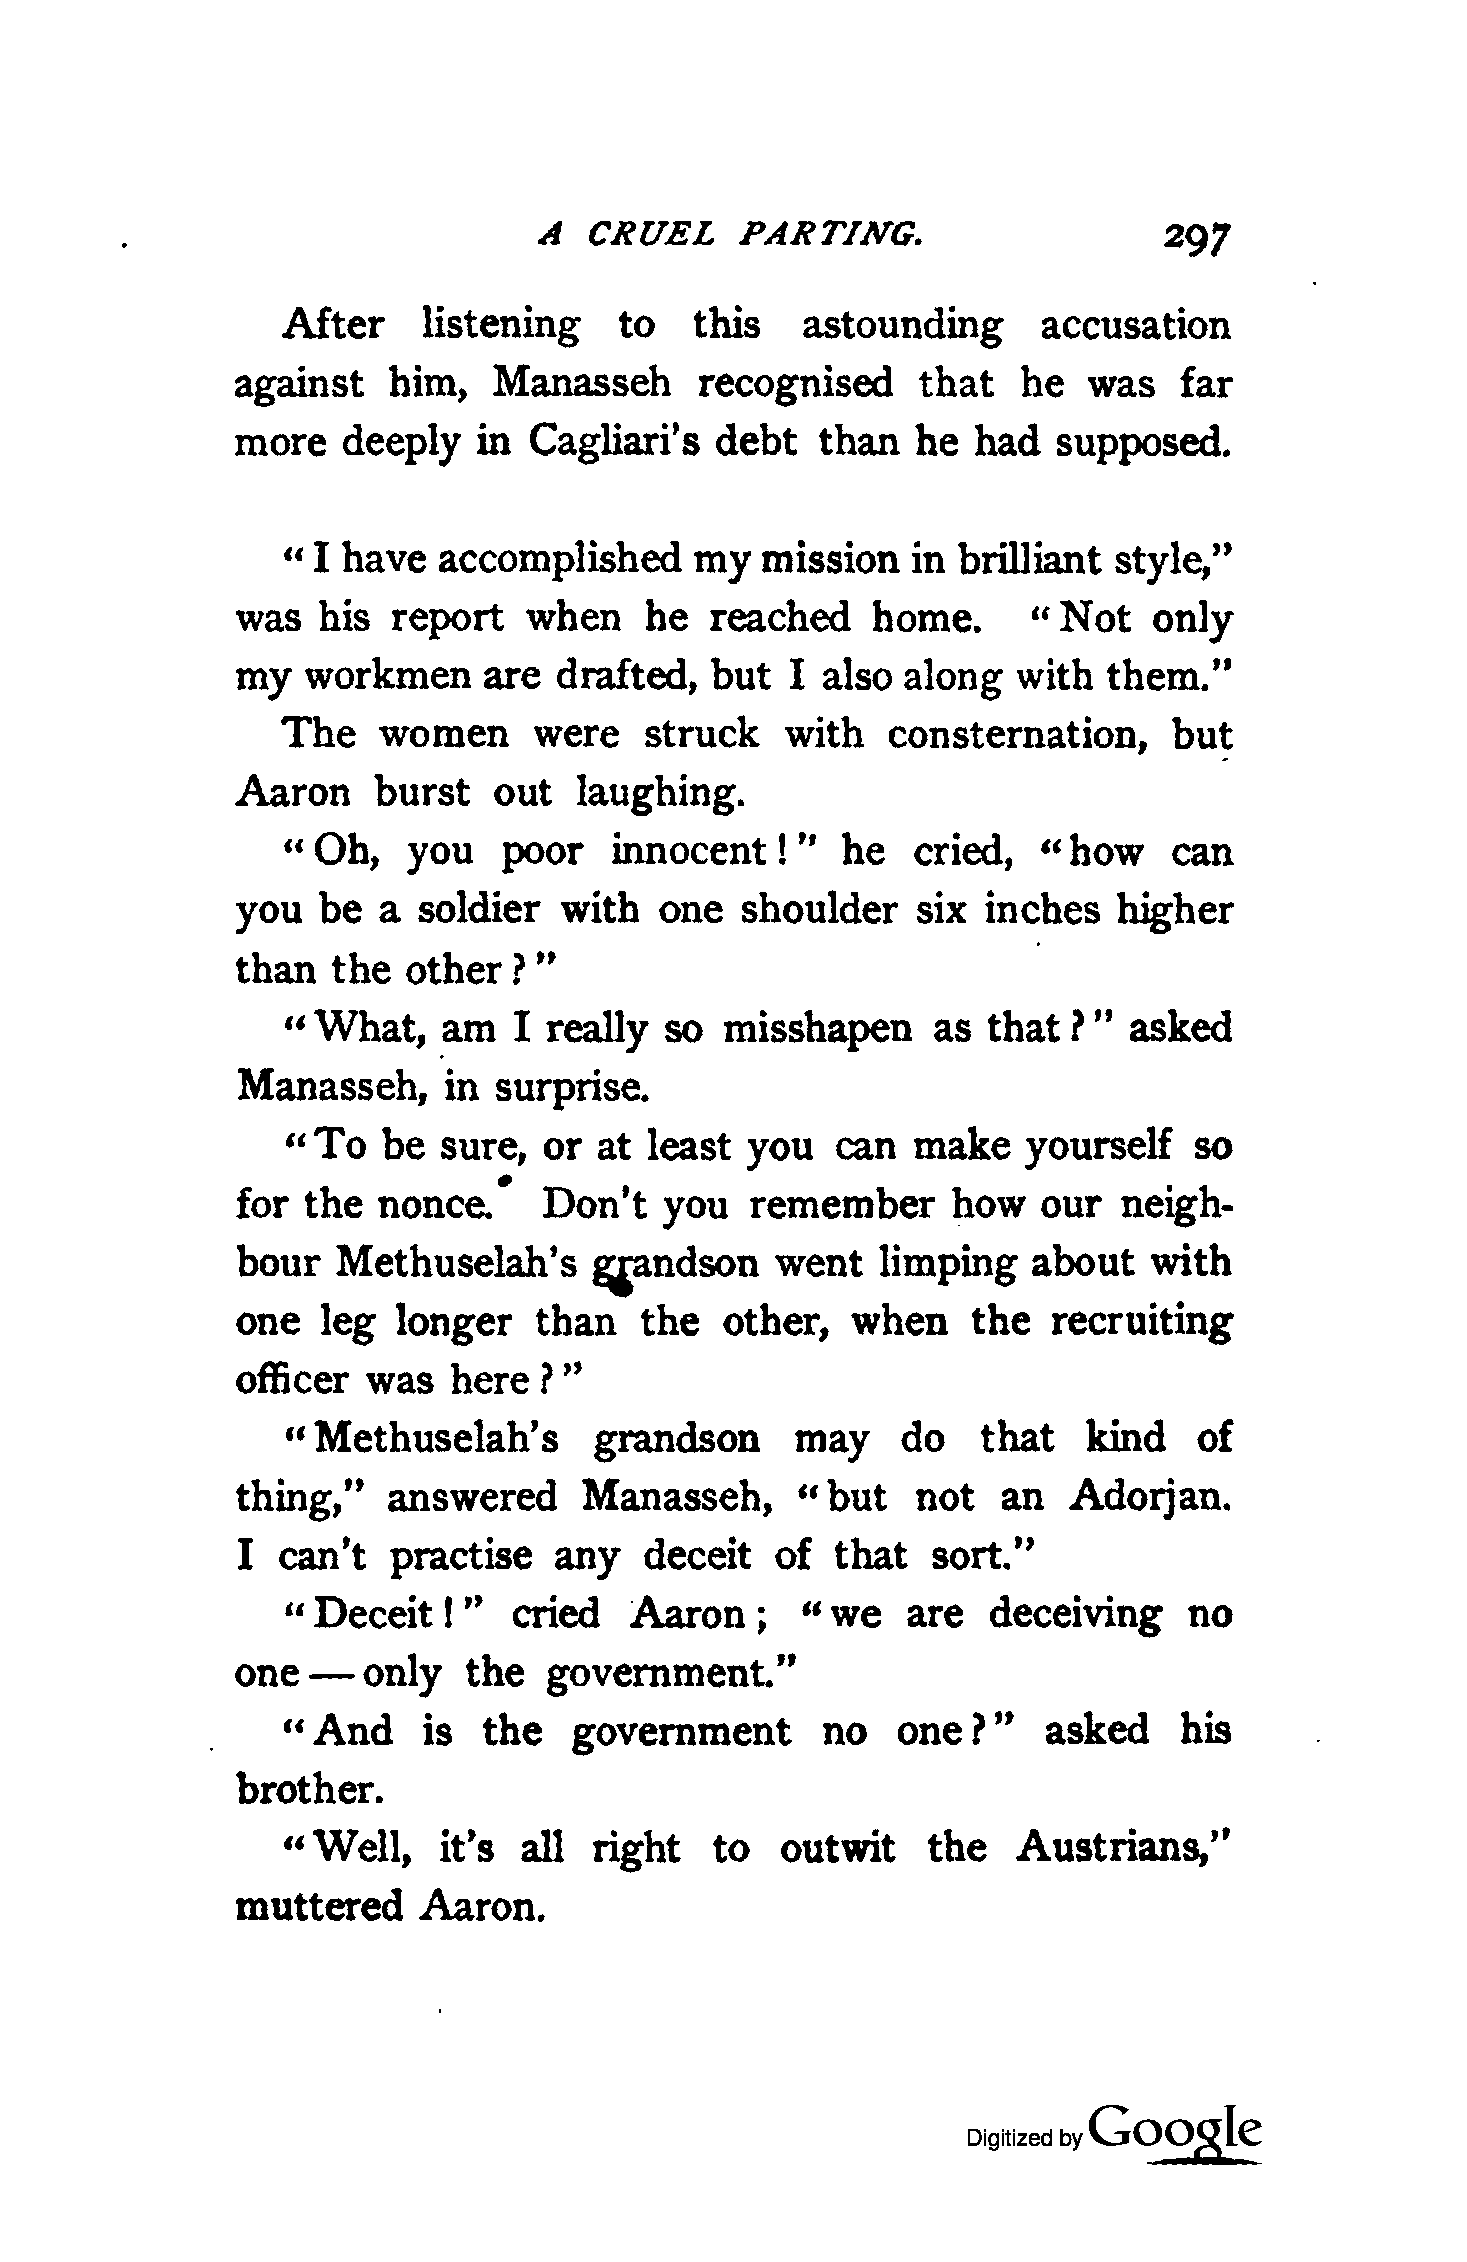 A CRUEL PARTING. 297
After listening to this astounding accusation
against him, Manasseh recognised that he was far
more deeply in Cagliari's debt than he had supposed.
"I have accomplished my mission in brilliant style,"
was his report when he reached home. "Not only
my workmen are drafted, but I also along with them."
The women were struck with consternation, but
Aaron burst out laughing.
"Oh, you poor innocent!" he cried, "how can
you be a soldier with one shoulder six inches higher
than the other?"
"What, am I really so misshapen as that?" asked
Manasseh, in surprise.
"To be sure, or at least you can make yourself so
for the nonce. Don't you remember how our neigh-
bour Methuselah's grandson went limping about with
one leg longer than the other, when the recruiting
officer was here?"
"Methuselah's grandson may do that kind of
thing," answered Manasseh, "but not an Adorjan.
I can't practise any deceit of that sort."
"Deceit!" cried Aaron; "we are deceiving no
one — only the government."
"And is the government no one?" asked his
brother.
"Well, it's all right to outwit the Austrians,"
muttered Aaron.
Digitized by Google